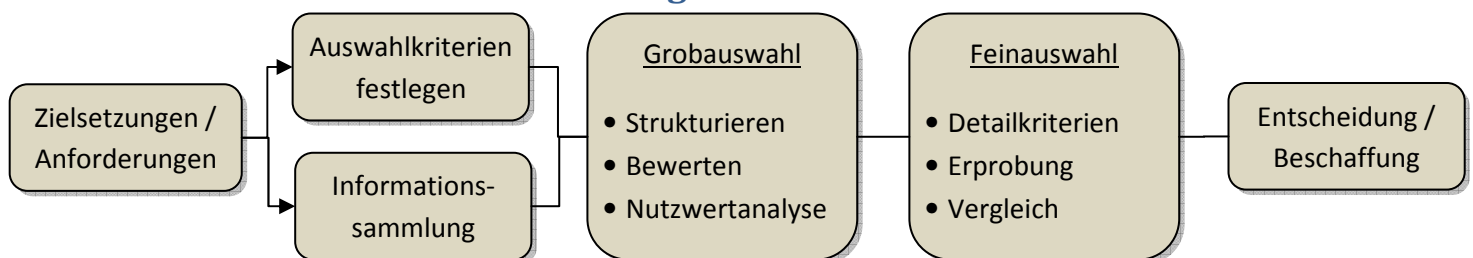 Zielsetzungen /
Anforderungen
Auswahlkriterien
festlegen
Informations-
sammlung
Grobauswahl
• Strukturieren
• Bewerten
• Nutzwertanalyse
Feinauswahl
• Detailkriterien
• Erprobung
• Vergleich
Entscheidung /
Beschaffung